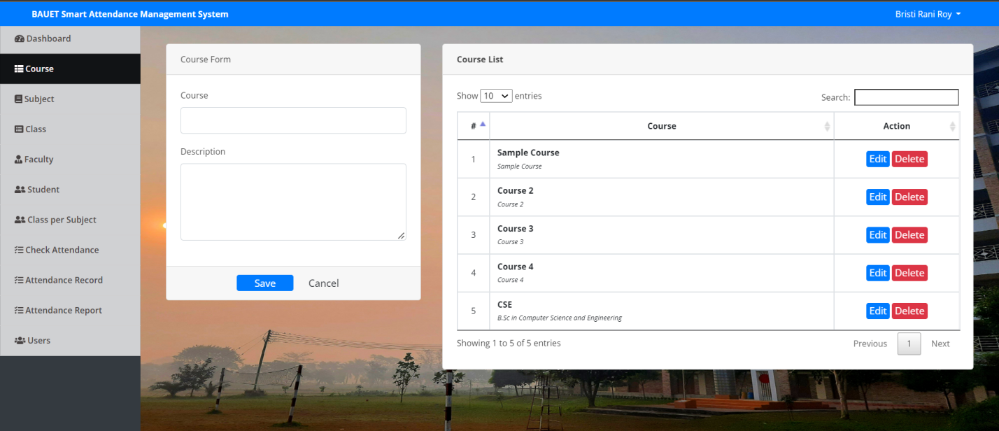 BAUET Smart Attendance Management System
Bristi Rani Roy
Dashboard
Course
Subject
Class
Faculty
Student
Class per Subject
Check Attendance
Attendance Record
Attendance Report
Users
Course Form
Course
Description
Save Cancel
Course List
Show 10 entries
Search:
# Course Action
1 Sample Course Edit Delete
Sample Course
2 Course 2 Edit Delete
Course 2
3 Course 3 Edit Delete
Course 3
4 Course 4 Edit Delete
Course 4
5 CSE Edit Delete
B.Sc in Computer Science and Engineering
Showing 1 to 5 of 5 entries
Previous 1 Next